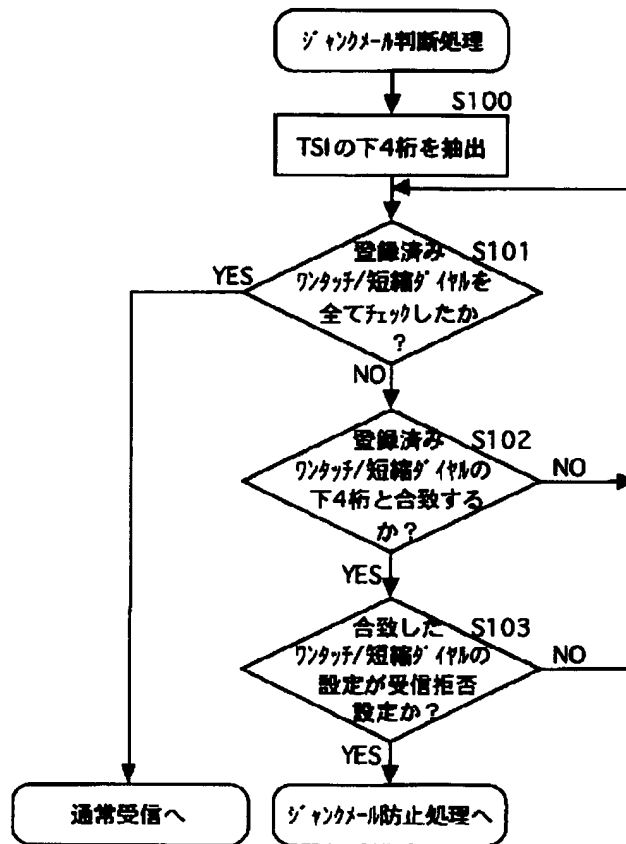 ジャンクメール判断処理
S100
TSIの下4桁を抽出
登録済み
S101
ワンタッチ/短縮ダイヤルを
全てチェックしたか
?
YES
NO
登録済み
S102
ワンタッチ/短縮ダイヤルの
下4桁と合致する
か?
NO
YES
合致した
S103
ワンタッチ/短縮ダイヤルの
設定が受信拒否
設定か?
NO
YES
通常受信へ
ジャンクメール防止処理へ